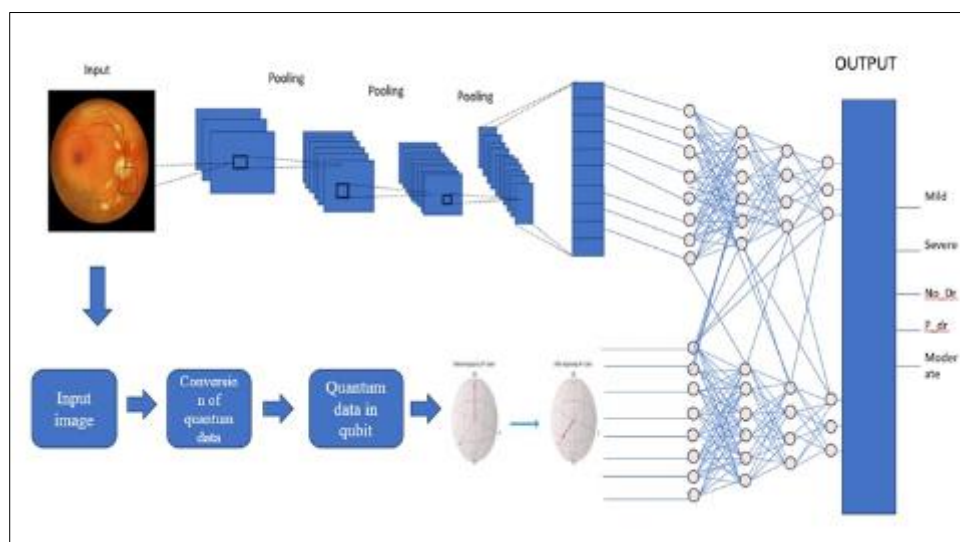 Input
Pooling
Pooling
Pooling
OUTPUT
Mild
Severe
No_Dr
P_dr
Moder
ate
Input
image
Conversio
n of
quantum
data
Quantum
data in
qubit